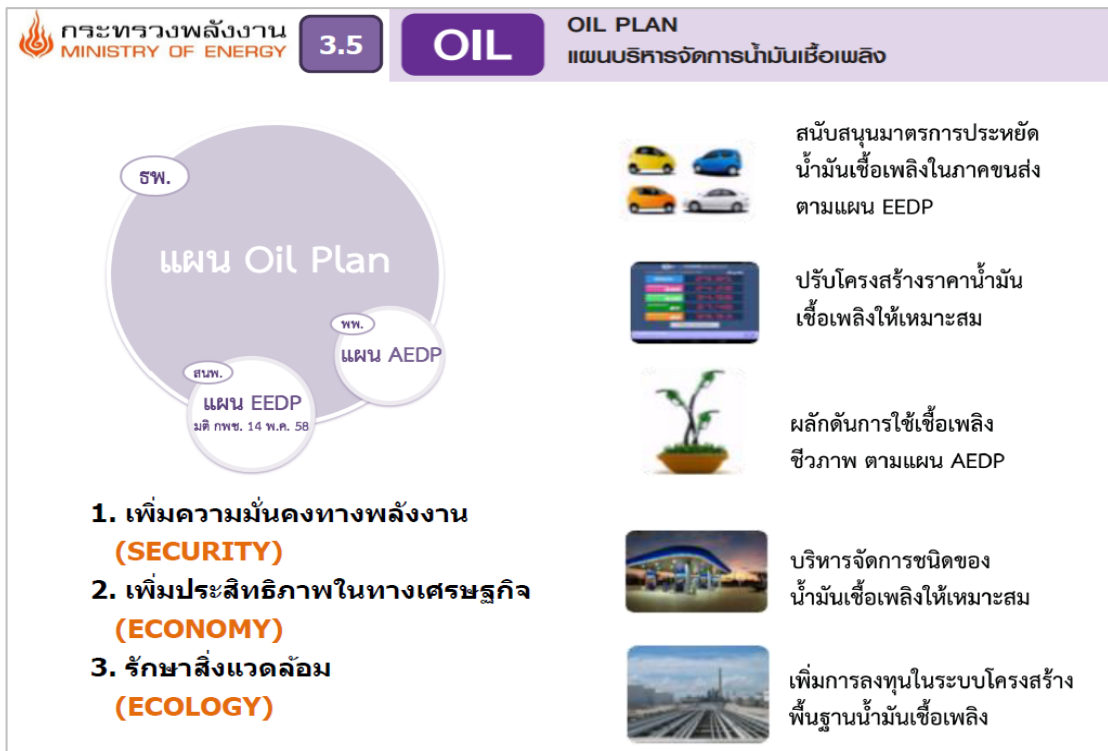 กระทรวงพลังงาน
MINISTRY OF ENERGY
3.5
OIL
OIL PLAN
แผนบริหารจัดการน้ำมันเชื้อเพลิง
ธพ.
แผน Oil Plan
พพ.
แผน AEDP
สนพ.
แผน EEDP
มติ กพช. 14 พ.ค. 58
1. เพิ่มความมั่นคงทางพลังงาน
(SECURITY)
2. เพิ่มประสิทธิภาพในทางเศรษฐกิจ
(ECONOMY)
3. รักษาสิ่งแวดล้อม
(ECOLOGY)
สนับสนุนมาตรการประหยัด
น้ำมันเชื้อเพลิงในภาคขนส่ง
ตามแผน EEDP
ปรับโครงสร้างราคาน้ำมัน
เชื้อเพลิงให้เหมาะสม
ผลักดันการใช้เชื้อเพลิง
ชีวภาพ ตามแผน AEDP
บริหารจัดการชนิดของ
น้ำมันเชื้อเพลิงให้เหมาะสม
เพิ่มการลงทุนในระบบโครงสร้าง
พื้นฐานน้ำมันเชื้อเพลิง